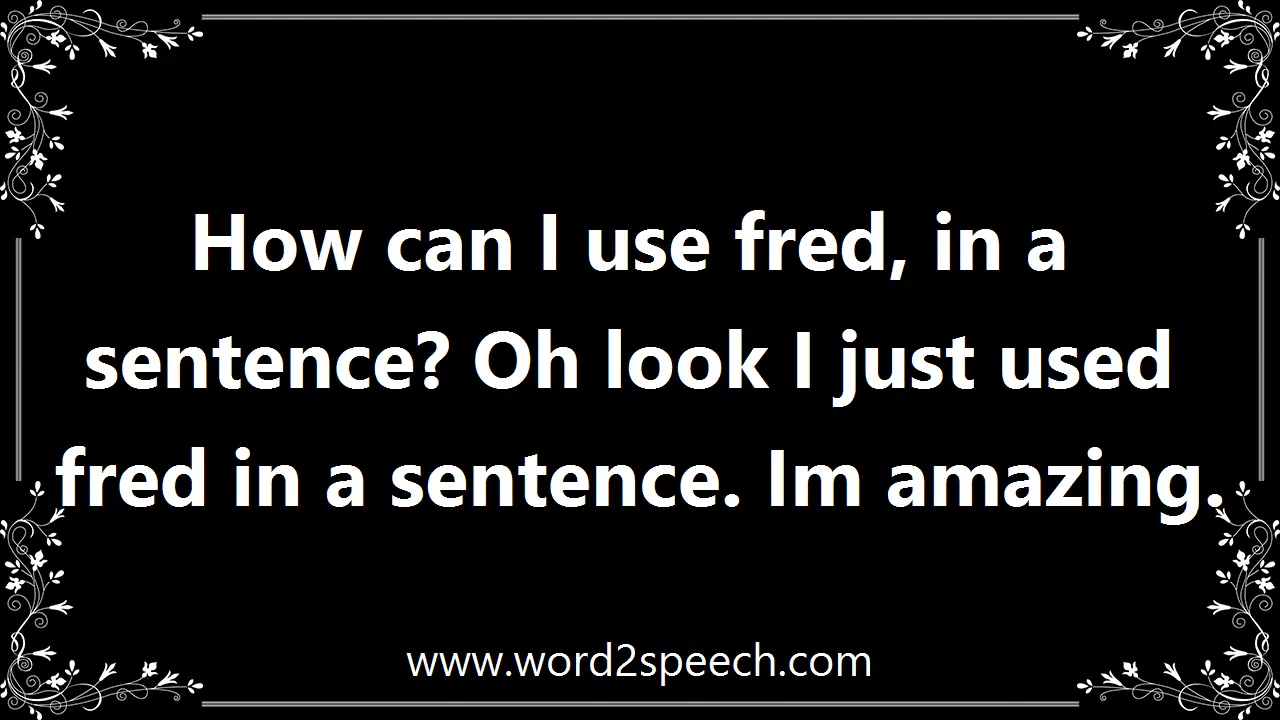 How can I use fred, in a
sentence? Oh look I just used
fred in a sentence. Im amazing.
www.word2speech.com